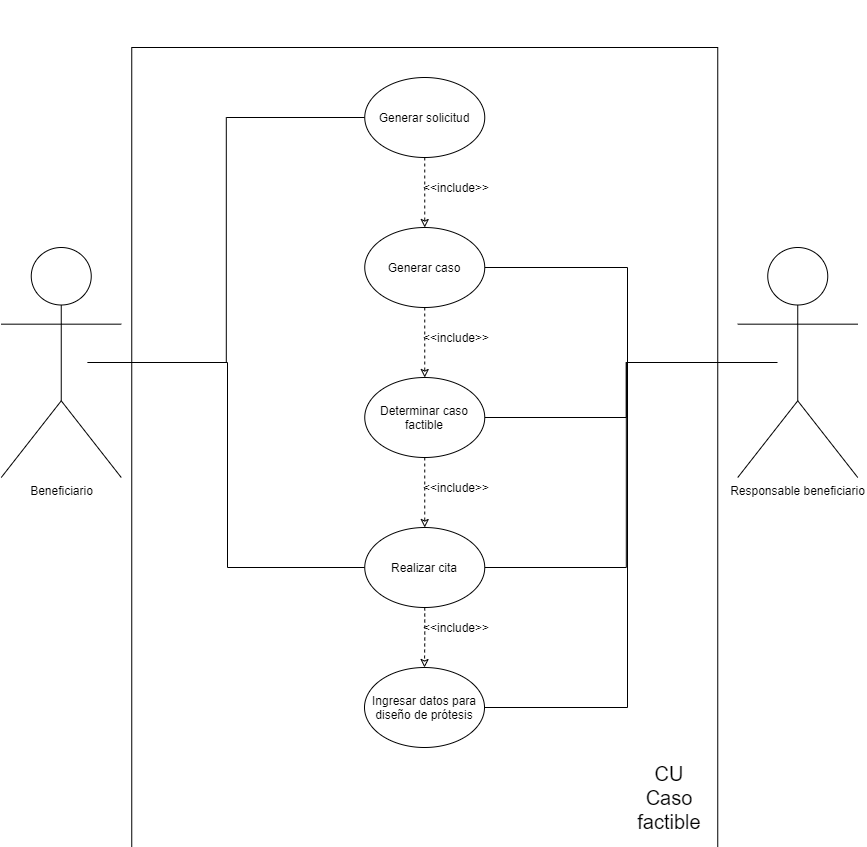 Generar solicitud
<<include>>
Generar caso
<<include>>
Determinar caso
factible
<<include>>
Beneficiario
Responsable beneficiario
Realizar cita
<<include>>
Ingresar datos para
diseño de prótesis
CU
Caso
factible